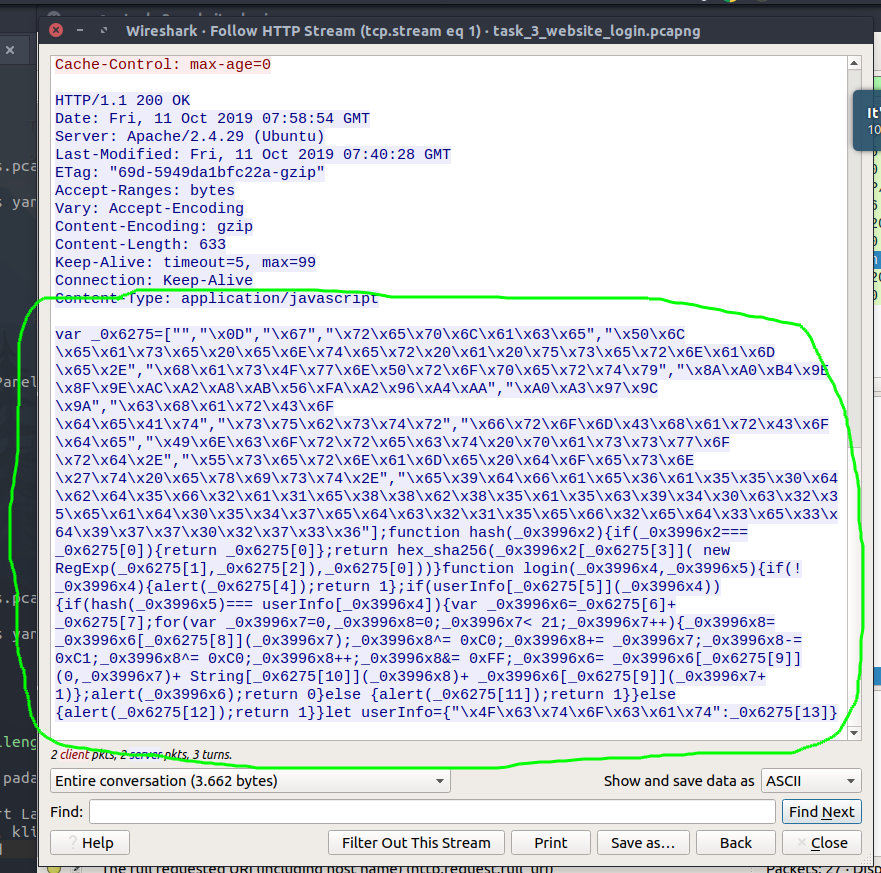 Wireshark · Follow HTTP Stream (tcp.stream eq 1) · task_3_website_login.pcapng
Cache-Control: max-age=0
HTTP/1.1 200 OK
Date: Fri, 11 Oct 2019 07:58:54 GMT
Server: Apache/2.4.29 (Ubuntu)
Last-Modified: Fri, 11 Oct 2019 07:40:28 GMT
ETag: "69d-5949da1bfc22a-gzip"
Accept-Ranges: bytes
Vary: Accept-Encoding
Content-Encoding: gzip
Content-Length: 633
Keep-Alive: timeout=5, max=99
Connection: Keep-Alive
Content-Type: application/javascript
var _0x6275=["","\x0D","\x67","\x72\x65\x70\x6C\x61\x63\x65","\x50\x6C
\x65\x61\x73\x65\x20\x65\x6E\x74\x65\x72\x20\x61\x20\x75\x73\x65\x72\x6E\x61\x6D
\x65\x2E","\x68\x61\x73\x4F\x77\x6E\x50\x72\x6F\x70\x65\x72\x74\x79","\x8A\xA0\xB4\x9E
\x8F\x9E\xAC\xA2\xA8\xAB\x56\xFA\xA2\x96\xA4\xAA","\xA0\xA3\x97\x9C
\x9A","\x63\x68\x61\x72\x43\x6F
\x64\x65\x41\x74","\x73\x75\x62\x73\x74\x72","\x66\x72\x6F\x6D\x43\x68\x61\x72\x43\x6F
\x64\x65","\x49\x6E\x63\x6F\x72\x72\x65\x63\x74\x20\x70\x61\x73\x73\x77\x6F
\x72\x64\x2E","\x55\x73\x65\x72\x6E\x61\x6D\x65\x20\x64\x6F\x65\x73\x6E
\x27\x74\x20\x65\x78\x69\x73\x74\x2E","\x65\x39\x64\x66\x61\x65\x36\x61\x35\x35\x30\x64
\x62\x64\x35\x66\x32\x61\x31\x65\x38\x38\x62\x38\x35\x61\x35\x63\x39\x34\x30\x63\x32\x3
5\x65\x61\x64\x30\x35\x34\x37\x65\x64\x63\x32\x31\x35\x65\x66\x32\x65\x64\x33\x65\x33\x
64\x39\x37\x37\x30\x32\x37\x33\x36"];function hash(_0x3996x2){if(_0x3996x2===
_0x6275[0]){return _0x6275[0]};return hex_sha256(_0x3996x2[_0x6275[3]]( new
RegExp(_0x6275[1],_0x6275[2]),_0x6275[0]))}function login(_0x3996x4,_0x3996x5){if(!
_0x3996x4){alert(_0x6275[4]);return 1};if(userInfo[_0x6275[5]](_0x3996x4))
{if(hash(_0x3996x5)=== userInfo[_0x3996x4]){var _0x3996x6=_0x6275[6]+
_0x6275[7];for(var _0x3996x7=0,_0x3996x8=0;_0x3996x7< 21;_0x3996x7++){_0x3996x8=
_0x3996x6[_0x6275[8]](_0x3996x7);_0x3996x8^= 0xC0;_0x3996x8+= _0x3996x7;_0x3996x8-=
0xC1;_0x3996x8^= 0xC0;_0x3996x8++;_0x3996x8&= 0xFF;_0x3996x6= _0x3996x6[_0x6275[9]]
(0,_0x3996x7)+ String[_0x6275[10]](_0x3996x8)+ _0x3996x6[_0x6275[9]](_0x3996x7+
1)};alert(_0x3996x6);return 0}else {alert(_0x6275[11]);return 1}}else
{alert(_0x6275[12]);return 1}}let userInfo={"\x4F\x63\x74\x6F\x63\x61\x74":_0x6275[13]}
2 client pkts, 2 server pkts, 3 turns.
Entire conversation (3.662 bytes)
Show and save data as ASCII
Find:
Find Next
Help
Filter Out This Stream
Print
Save as…
Back
Close